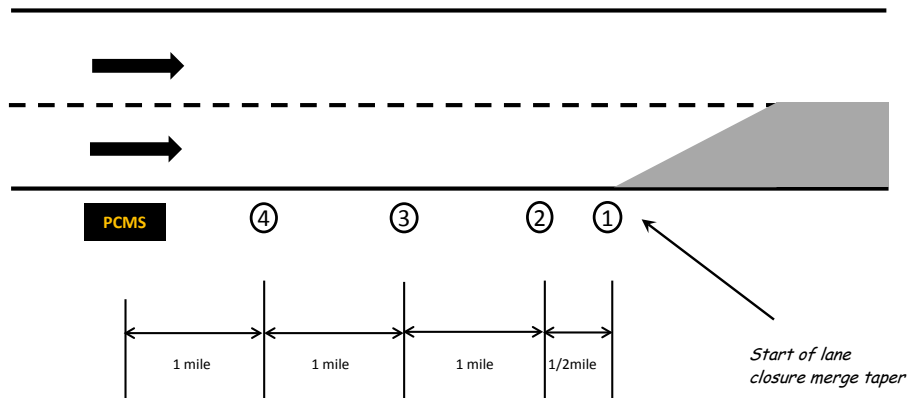 PCMS
4
3
2
1
1 mile
1 mile
1 mile
1/2mile
Start of lane
closure merge taper